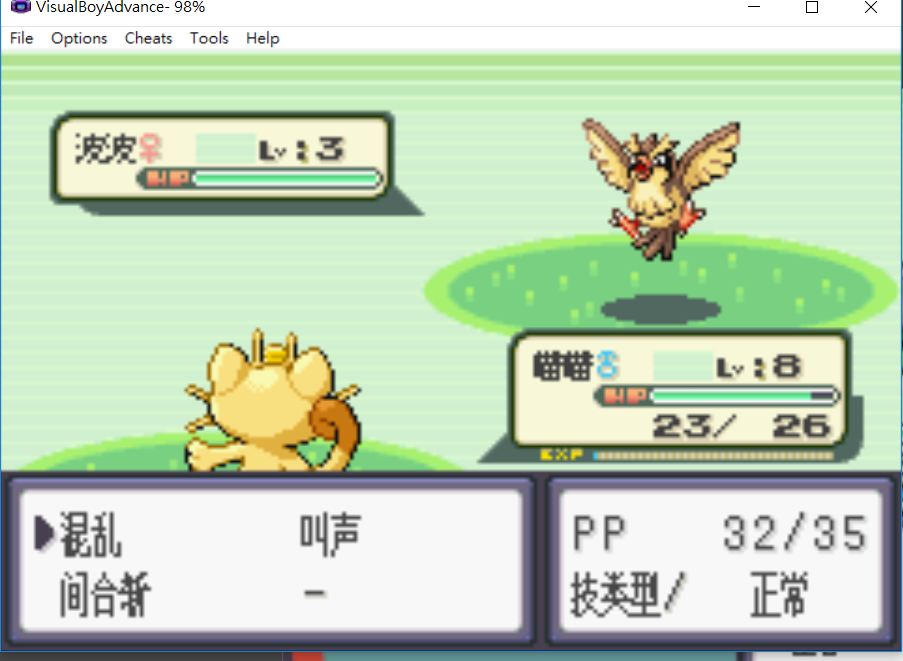 VisualBoyAdvance- 98%
File Options Cheats Tools Help
波波♀ Lv:3
HP
喵喵♂ Lv:8
HP
23/ 26
EXP
▶混乱 叫声
间合斩 –
PP 32/35
技类型/ 正常